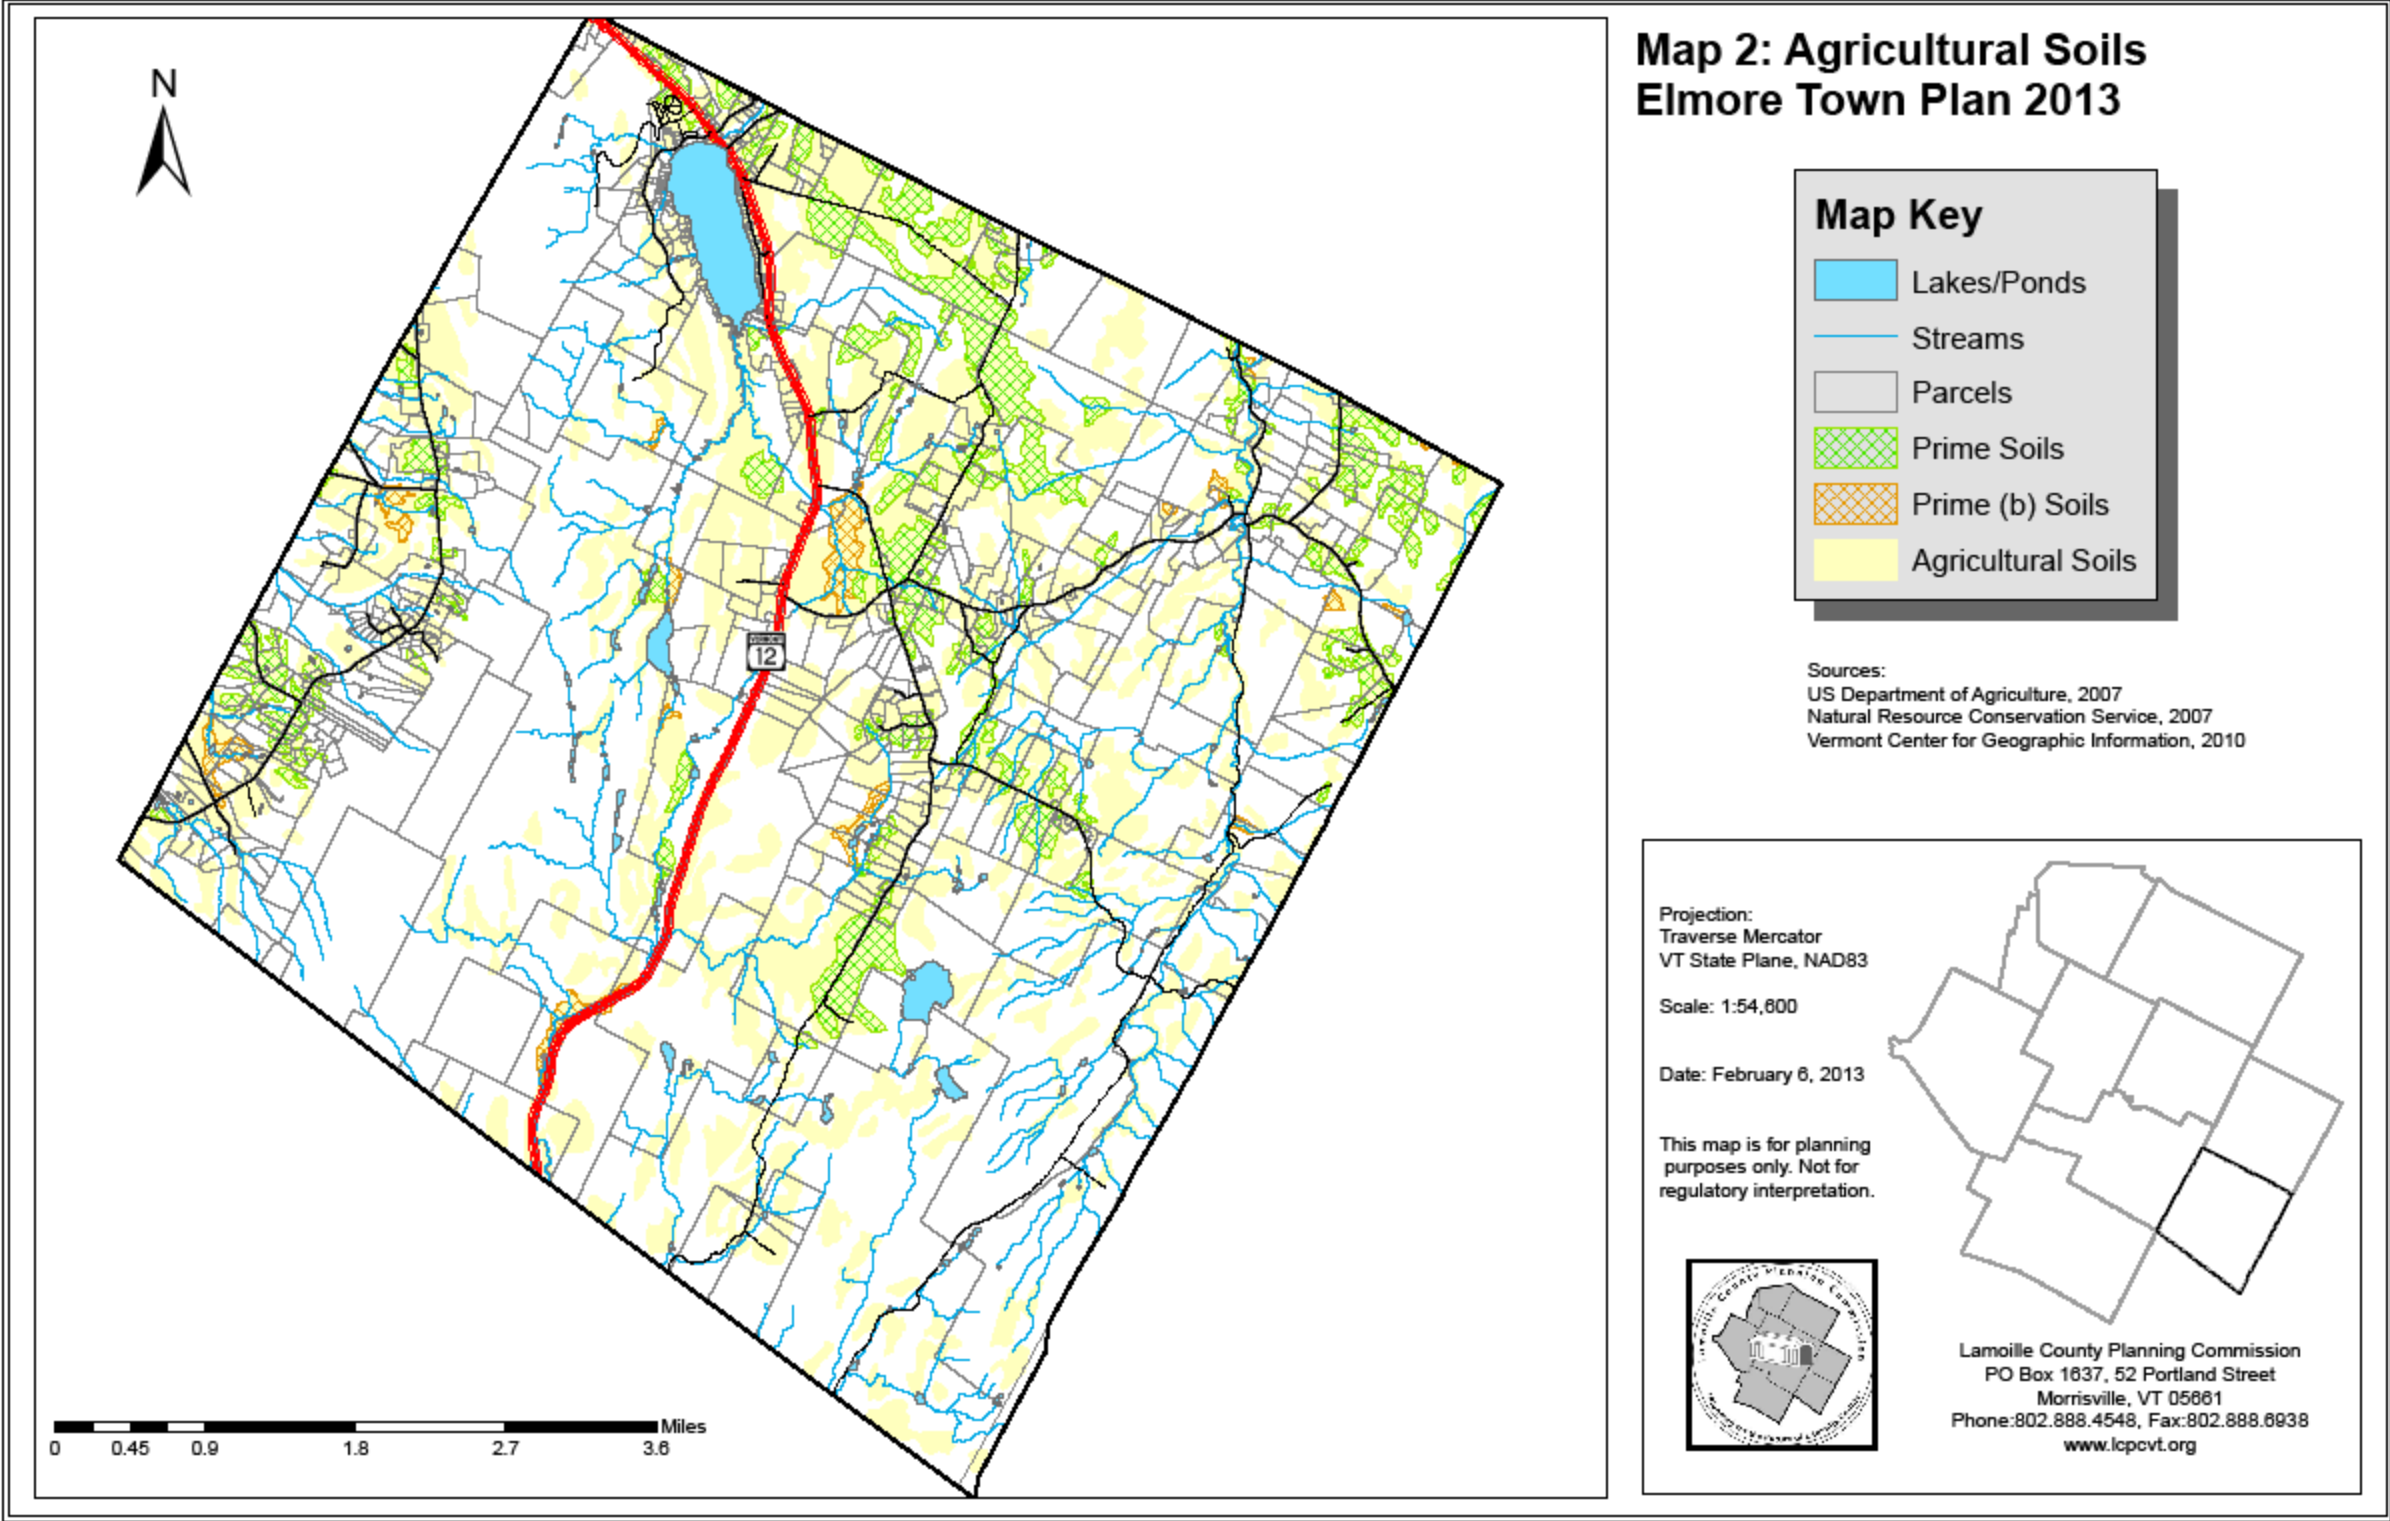 Map 2: Agricultural Soils
Elmore Town Plan 2013
N
Map Key
Lakes/Ponds
Streams
Parcels
Prime Soils
Prime (b) Soils
Agricultural Soils
VERMONT
12
Sources:
US Department of Agriculture, 2007
Natural Resource Conservation Service, 2007
Vermont Center for Geographic Information, 2010
Projection:
Traverse Mercator
VT State Plane, NAD83
Scale: 1:54,600
Date: February 6, 2013
This map is for planning
purposes only. Not for
regulatory interpretation.
Lamoille County Planning Commission
Lamoille County Planning Commission
PO Box 1637, 52 Portland Street
Morrisville, VT 05661
Phone:802.888.4548, Fax:802.888.6938
www.lcpcvt.org
Miles
0 0.45 0.9 1.8 2.7 3.6